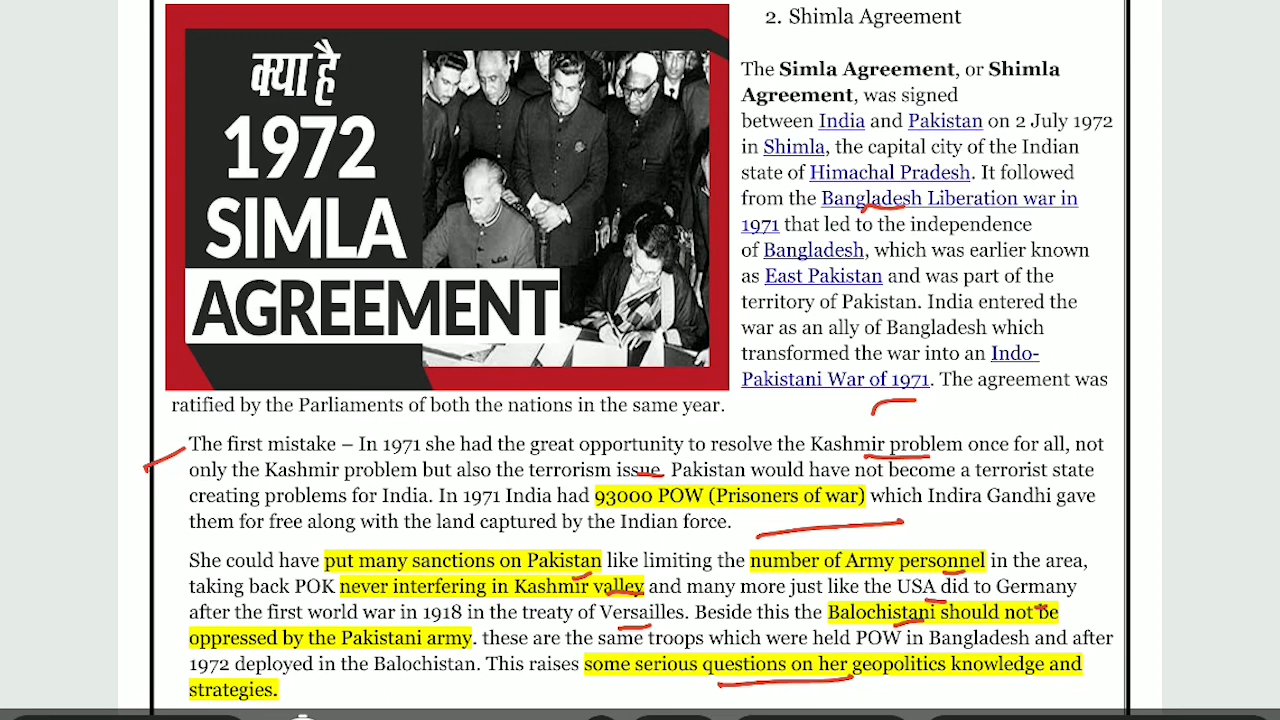 क्या है
1972
SIMLA
AGREEMENT
2. Shimla Agreement
The Simla Agreement, or Shimla
Agreement, was signed
between India and Pakistan on 2 July 1972
in Shimla, the capital city of the Indian
state of Himachal Pradesh. It followed
from the Bangladesh Liberation war in
1971 that led to the independence
of Bangladesh, which was earlier known
as East Pakistan and was part of the
territory of Pakistan. India entered the
war as an ally of Bangladesh which
transformed the war into an Indo-
Pakistani War of 1971. The agreement was
ratified by the Parliaments of both the nations in the same year.
The first mistake – In 1971 she had the great opportunity to resolve the Kashmir problem once for all, not
only the Kashmir problem but also the terrorism issue. Pakistan would have not become a terrorist state
creating problems for India. In 1971 India had 93000 POW (Prisoners of war) which Indira Gandhi gave
them for free along with the land captured by the Indian force.
She could have put many sanctions on Pakistan like limiting the number of Army personnel in the area,
taking back POK never interfering in Kashmir valley and many more just like the USA did to Germany
after the first world war in 1918 in the treaty of Versailles. Beside this the Balochistani should not be
oppressed by the Pakistani army. these are the same troops which were held POW in Bangladesh and after
1972 deployed in the Balochistan. This raises some serious questions on her geopolitics knowledge and
strategies.